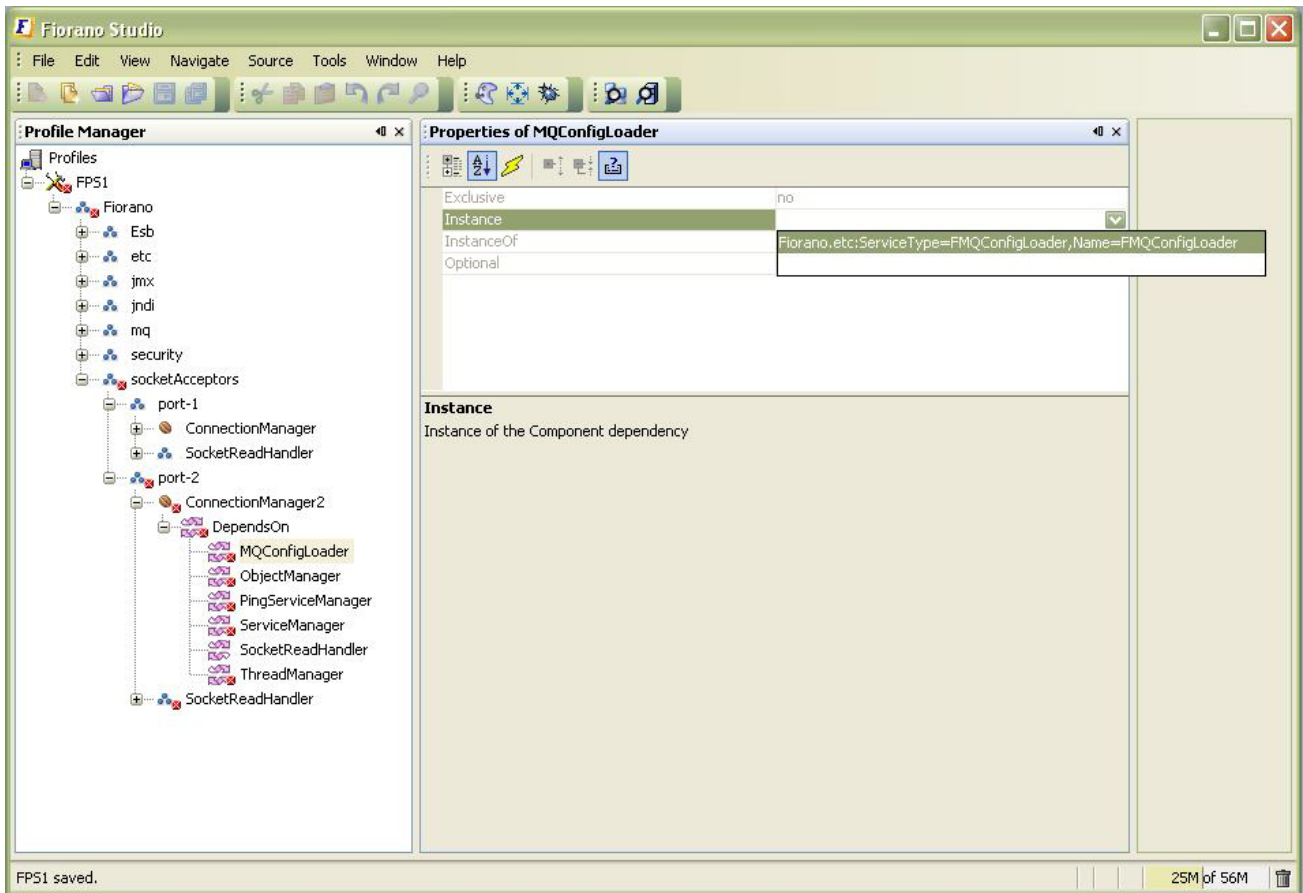 Fiorano Studio
File Edit View Navigate Source Tools Window Help
Profile Manager
Profiles
FPS1
Fiorano
Esb
etc
jmx
jndi
mq
security
socketAcceptors
port-1
ConnectionManager
SocketReadHandler
port-2
ConnectionManager2
DependsOn
MQConfigLoader
ObjectManager
PingServiceManager
ServiceManager
SocketReadHandler
ThreadManager
SocketReadHandler
Properties of MQConfigLoader
Exclusive no
Instance
InstanceOf
Fiorano.etc:ServiceType=FMQConfigLoader,Name=FMQConfigLoader
Optional
Instance
Instance of the Component dependency
FPS1 saved.
25M of 56M